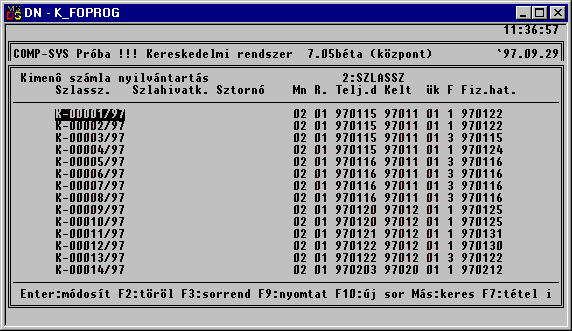 DN - K_FOPROG
11:36:57
COMP-SYS Próba !!! Kereskedelmi rendszer 7.05béta (központ) `97.09.29
Kimenõ számla nyilvántartás 2:SZLASSZ
Szlassz. Szlahivatk. Sztornó Mn R. Telj.d Kelt ük F Fiz.hat.
K-00001/97 02 01 970115 97011 01 1 970122
K-00002/97 02 01 970115 97011 01 1 970122
K-00003/97 02 01 970115 97011 01 3 970115
K-00004/97 02 01 970115 97011 01 1 970124
K-00005/97 02 01 970116 97011 01 3 970116
K-00006/97 02 01 970116 97011 01 3 970116
K-00007/97 02 01 970116 97011 01 3 970116
K-00008/97 02 01 970116 97011 01 3 970116
K-00009/97 02 01 970120 97012 01 1 970125
K-00010/97 02 01 970120 97012 01 1 970125
K-00011/97 02 01 970121 97012 01 1 970131
K-00012/97 02 01 970122 97012 01 1 970130
K-00013/97 02 01 970122 97012 01 3 970122
K-00014/97 02 01 970203 97020 01 1 970212
Enter:módosít F2:töröl F3:sorrend F9:nyomtat F10:új sor Más:keres F7:tétel i